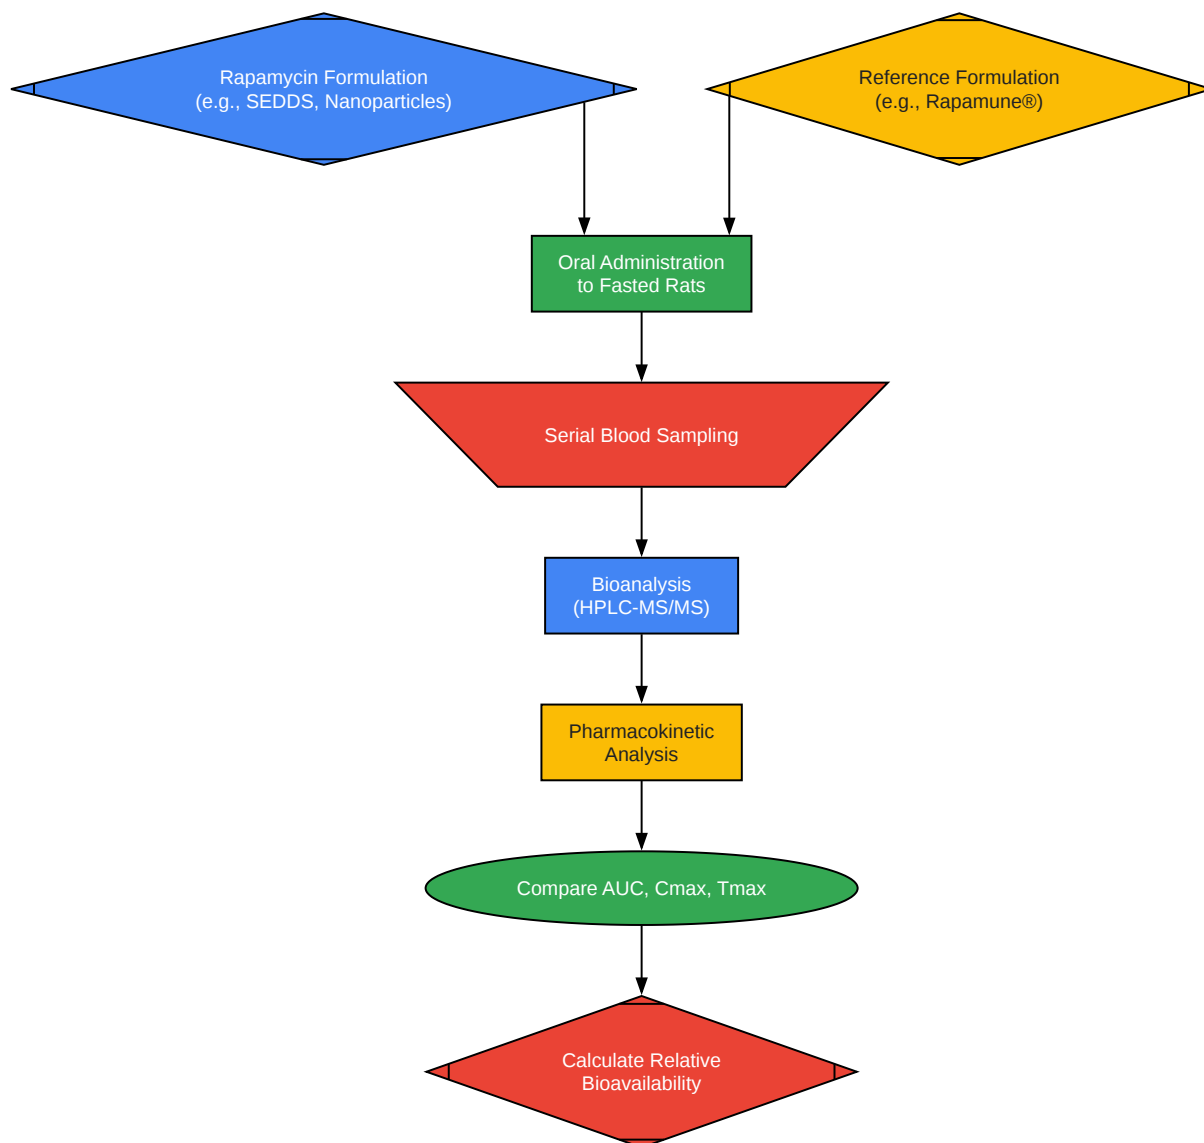 Rapamycin Formulation
(e.g., SEDDS, Nanoparticles)
Reference Formulation
(e.g., Rapamune®)
Oral Administration
to Fasted Rats
Serial Blood Sampling
Bioanalysis
(HPLC-MS/MS)
Pharmacokinetic
Analysis
Compare AUC, Cmax, Tmax
Calculate Relative
Bioavailability